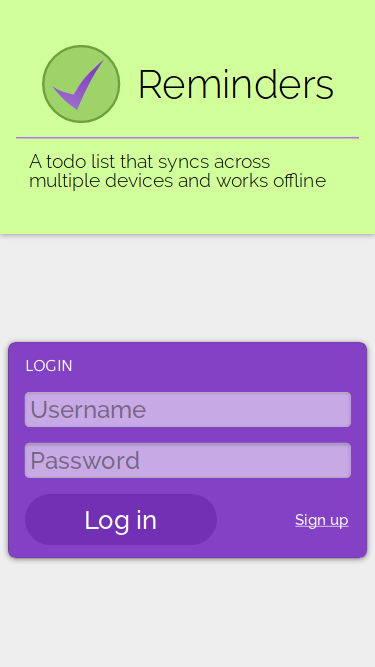 Reminders
A todo list that syncs across
multiple devices and works offline
LOGIN
Username
Password
Log in
Sign up